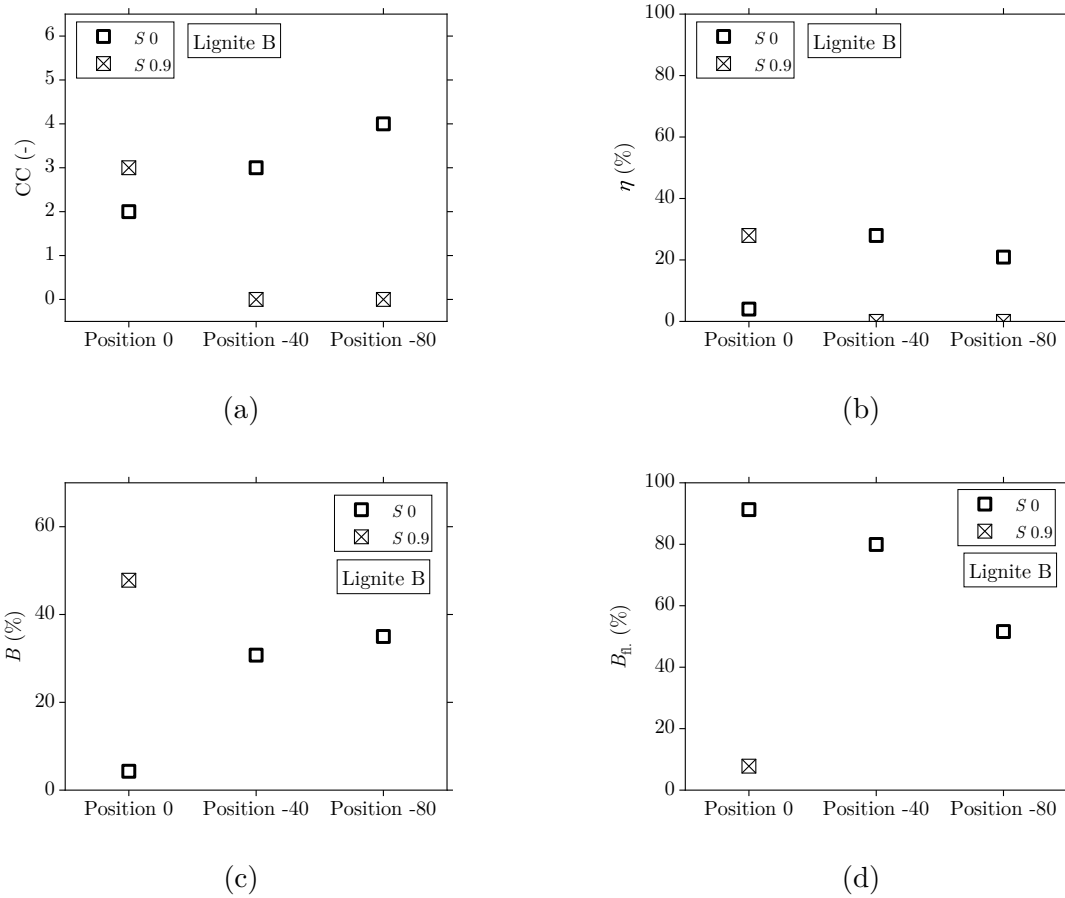 S 0
S 0.9
Lignite B
CC (-)
6
5
4
3
2
1
0
Position 0 Position -40 Position -80
(a)
S 0
S 0.9
Lignite B
η (%)
100
80
60
40
20
0
Position 0 Position -40 Position -80
(b)
S 0
S 0.9
Lignite B
B (%)
60
40
20
0
Position 0 Position -40 Position -80
(c)
S 0
S 0.9
Lignite B
B fl. (%)
100
80
60
40
20
0
Position 0 Position -40 Position -80
(d)